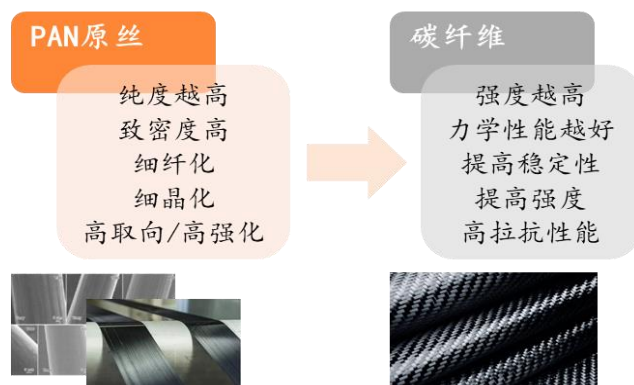 PAN原丝
纯度越高
致密度高
细纤化
细晶化
高取向/高强化
碳纤维
强度越高
力学性能越好
提高稳定性
提高强度
高拉抗性能